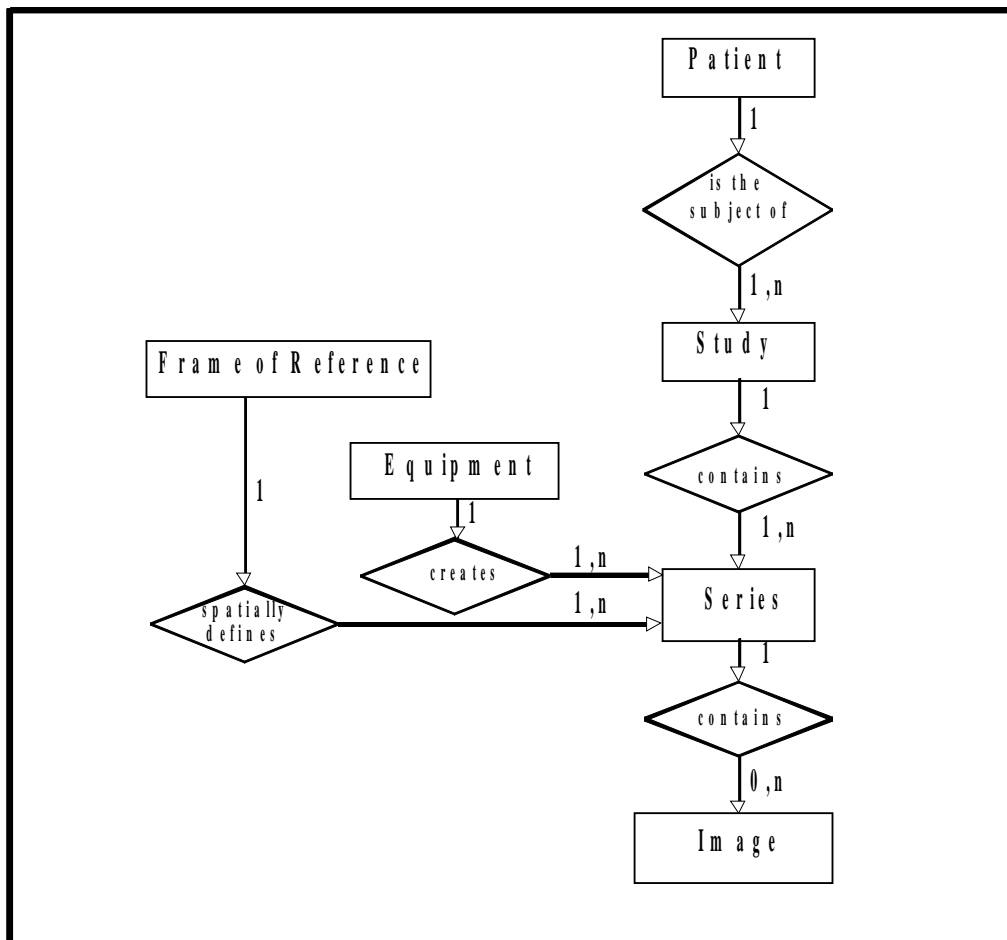 Patient
1
is the
subject of
1,n
Study
Frame of Reference
1
contains
Equipment
1
1
1,n
creates
1,n
Series
spatially
defines
1,n
1
contains
0,n
Image